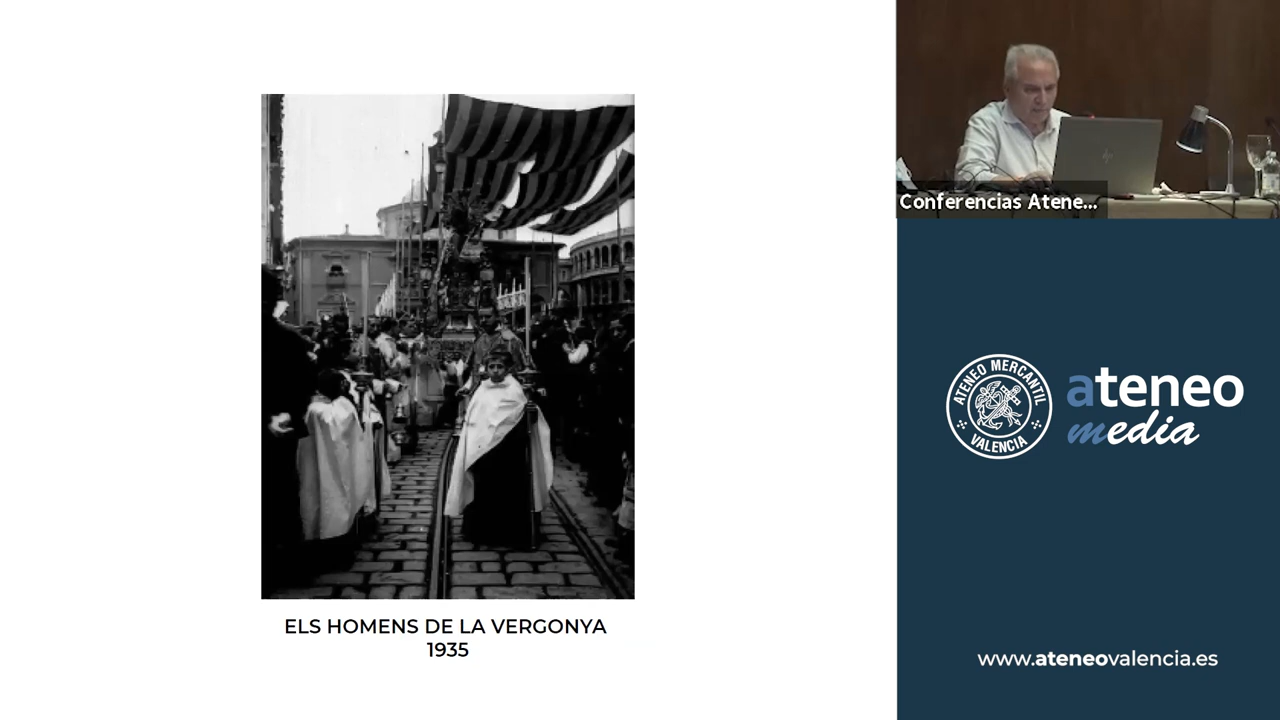 ELS HOMENS DE LA VERGONYA
1935
Conferencias Atene...
ATENEO MERCANTIL
VALENCIA
ateneo
media
www.ateneovalencia.es